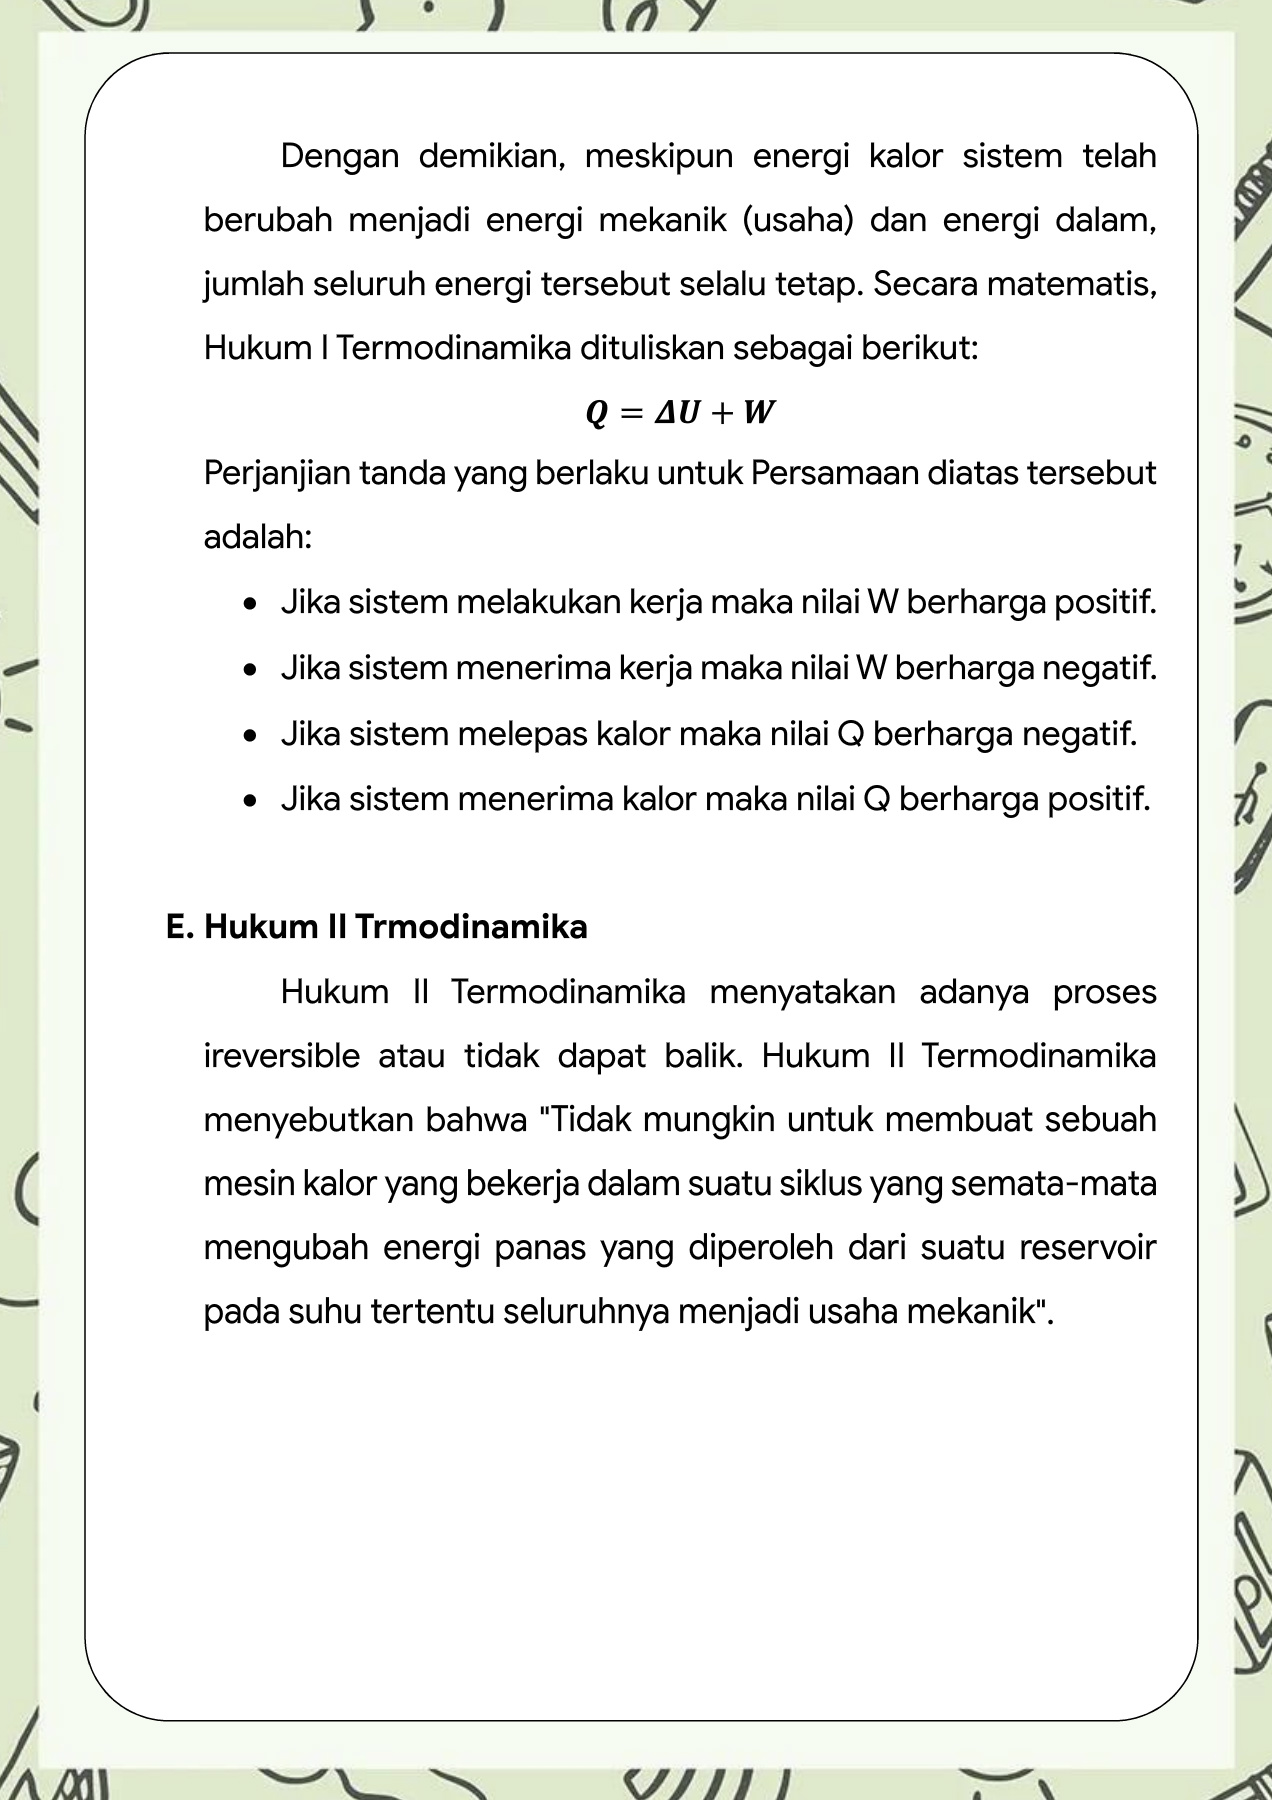 Dengan demikian, meskipun energi kalor sistem telah
berubah menjadi energi mekanik (usaha) dan energi dalam,
jumlah seluruh energi tersebut selalu tetap. Secara matematis,
Hukum I Termodinamika dituliskan sebagai berikut:
Q = ΔU + W
Perjanjian tanda yang berlaku untuk Persamaan diatas tersebut
adalah:
• Jika sistem melakukan kerja maka nilai W berharga positif.
• Jika sistem menerima kerja maka nilai W berharga negatif.
• Jika sistem melepas kalor maka nilai Q berharga negatif.
• Jika sistem menerima kalor maka nilai Q berharga positif.
E. Hukum II Trmodinamika
Hukum II Termodinamika menyatakan adanya proses
ireversible atau tidak dapat balik. Hukum II Termodinamika
menyebutkan bahwa "Tidak mungkin untuk membuat sebuah
mesin kalor yang bekerja dalam suatu siklus yang semata-mata
mengubah energi panas yang diperoleh dari suatu reservoir
pada suhu tertentu seluruhnya menjadi usaha mekanik".